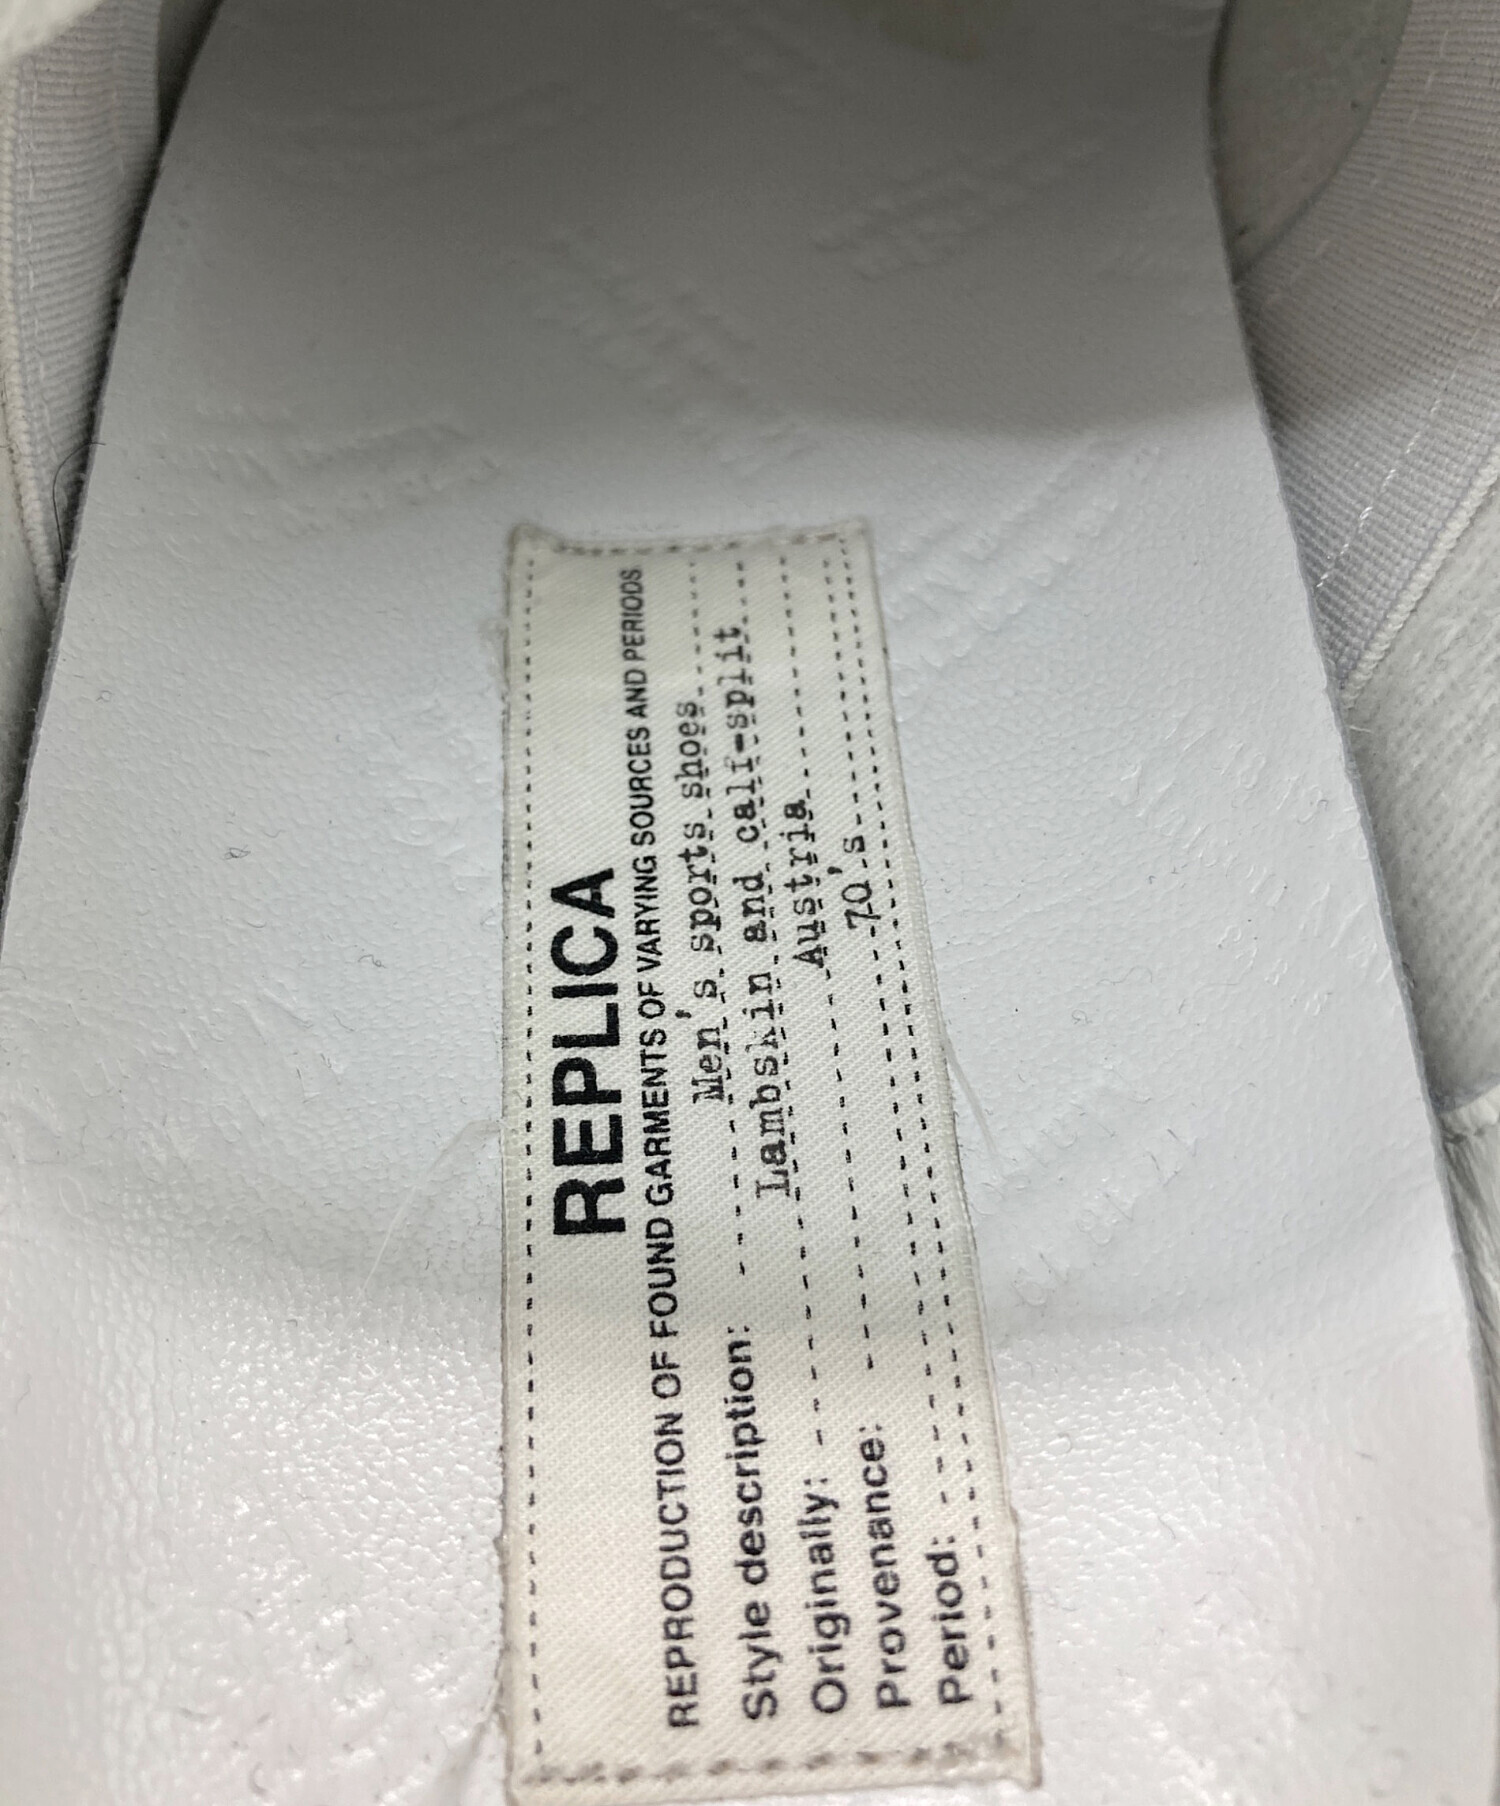 REPLICA
REPRODUCTION OF FOUND GARMENTS OF VARYING SOURCES AND PERIODS
Style description: Men's sports shoes
Originally: Lambskin and calf-split
Provenance: Austria
Period: 70's